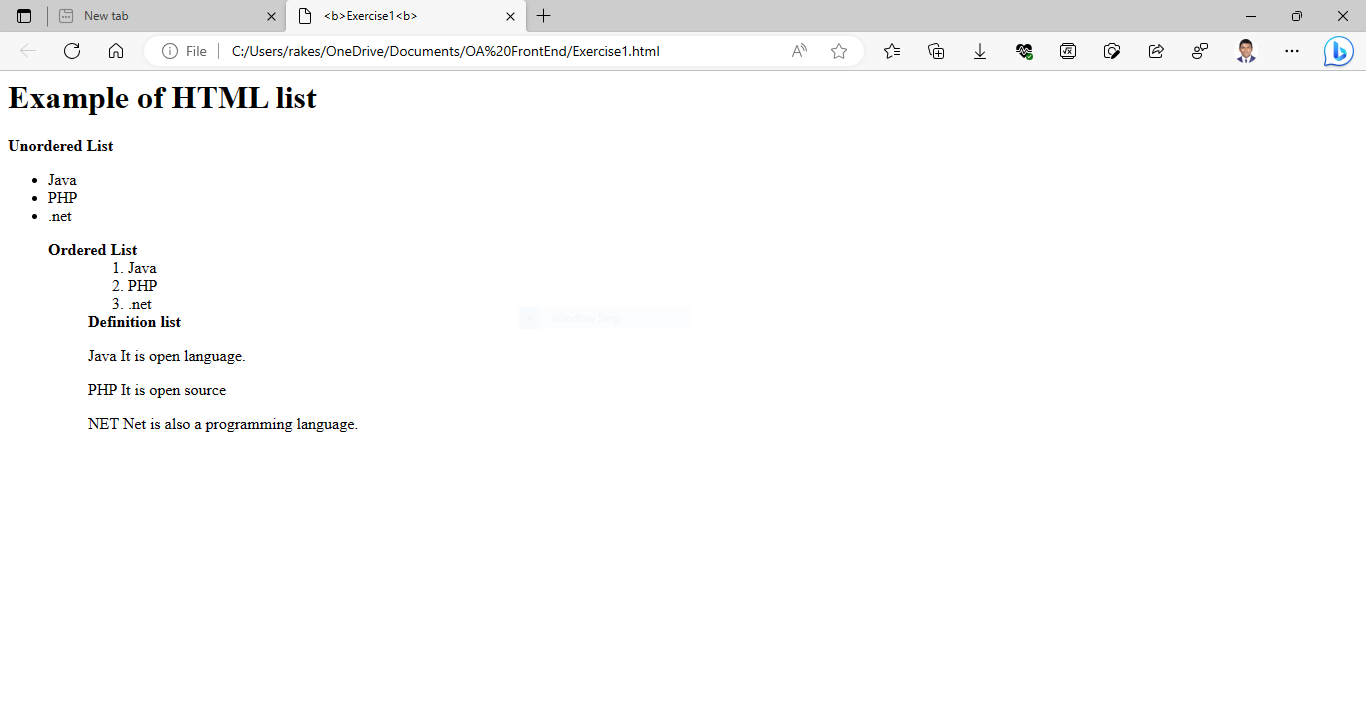 New tab
<b>Exercise1<b>
File
C:/Users/rakes/OneDrive/Documents/OA%20FrontEnd/Exercise1.html
Example of HTML list
Unordered List
• Java
• PHP
• .net
Ordered List
1. Java
2. PHP
3. .net
Definition list
Java It is open language.
PHP It is open source
NET Net is also a programming language.